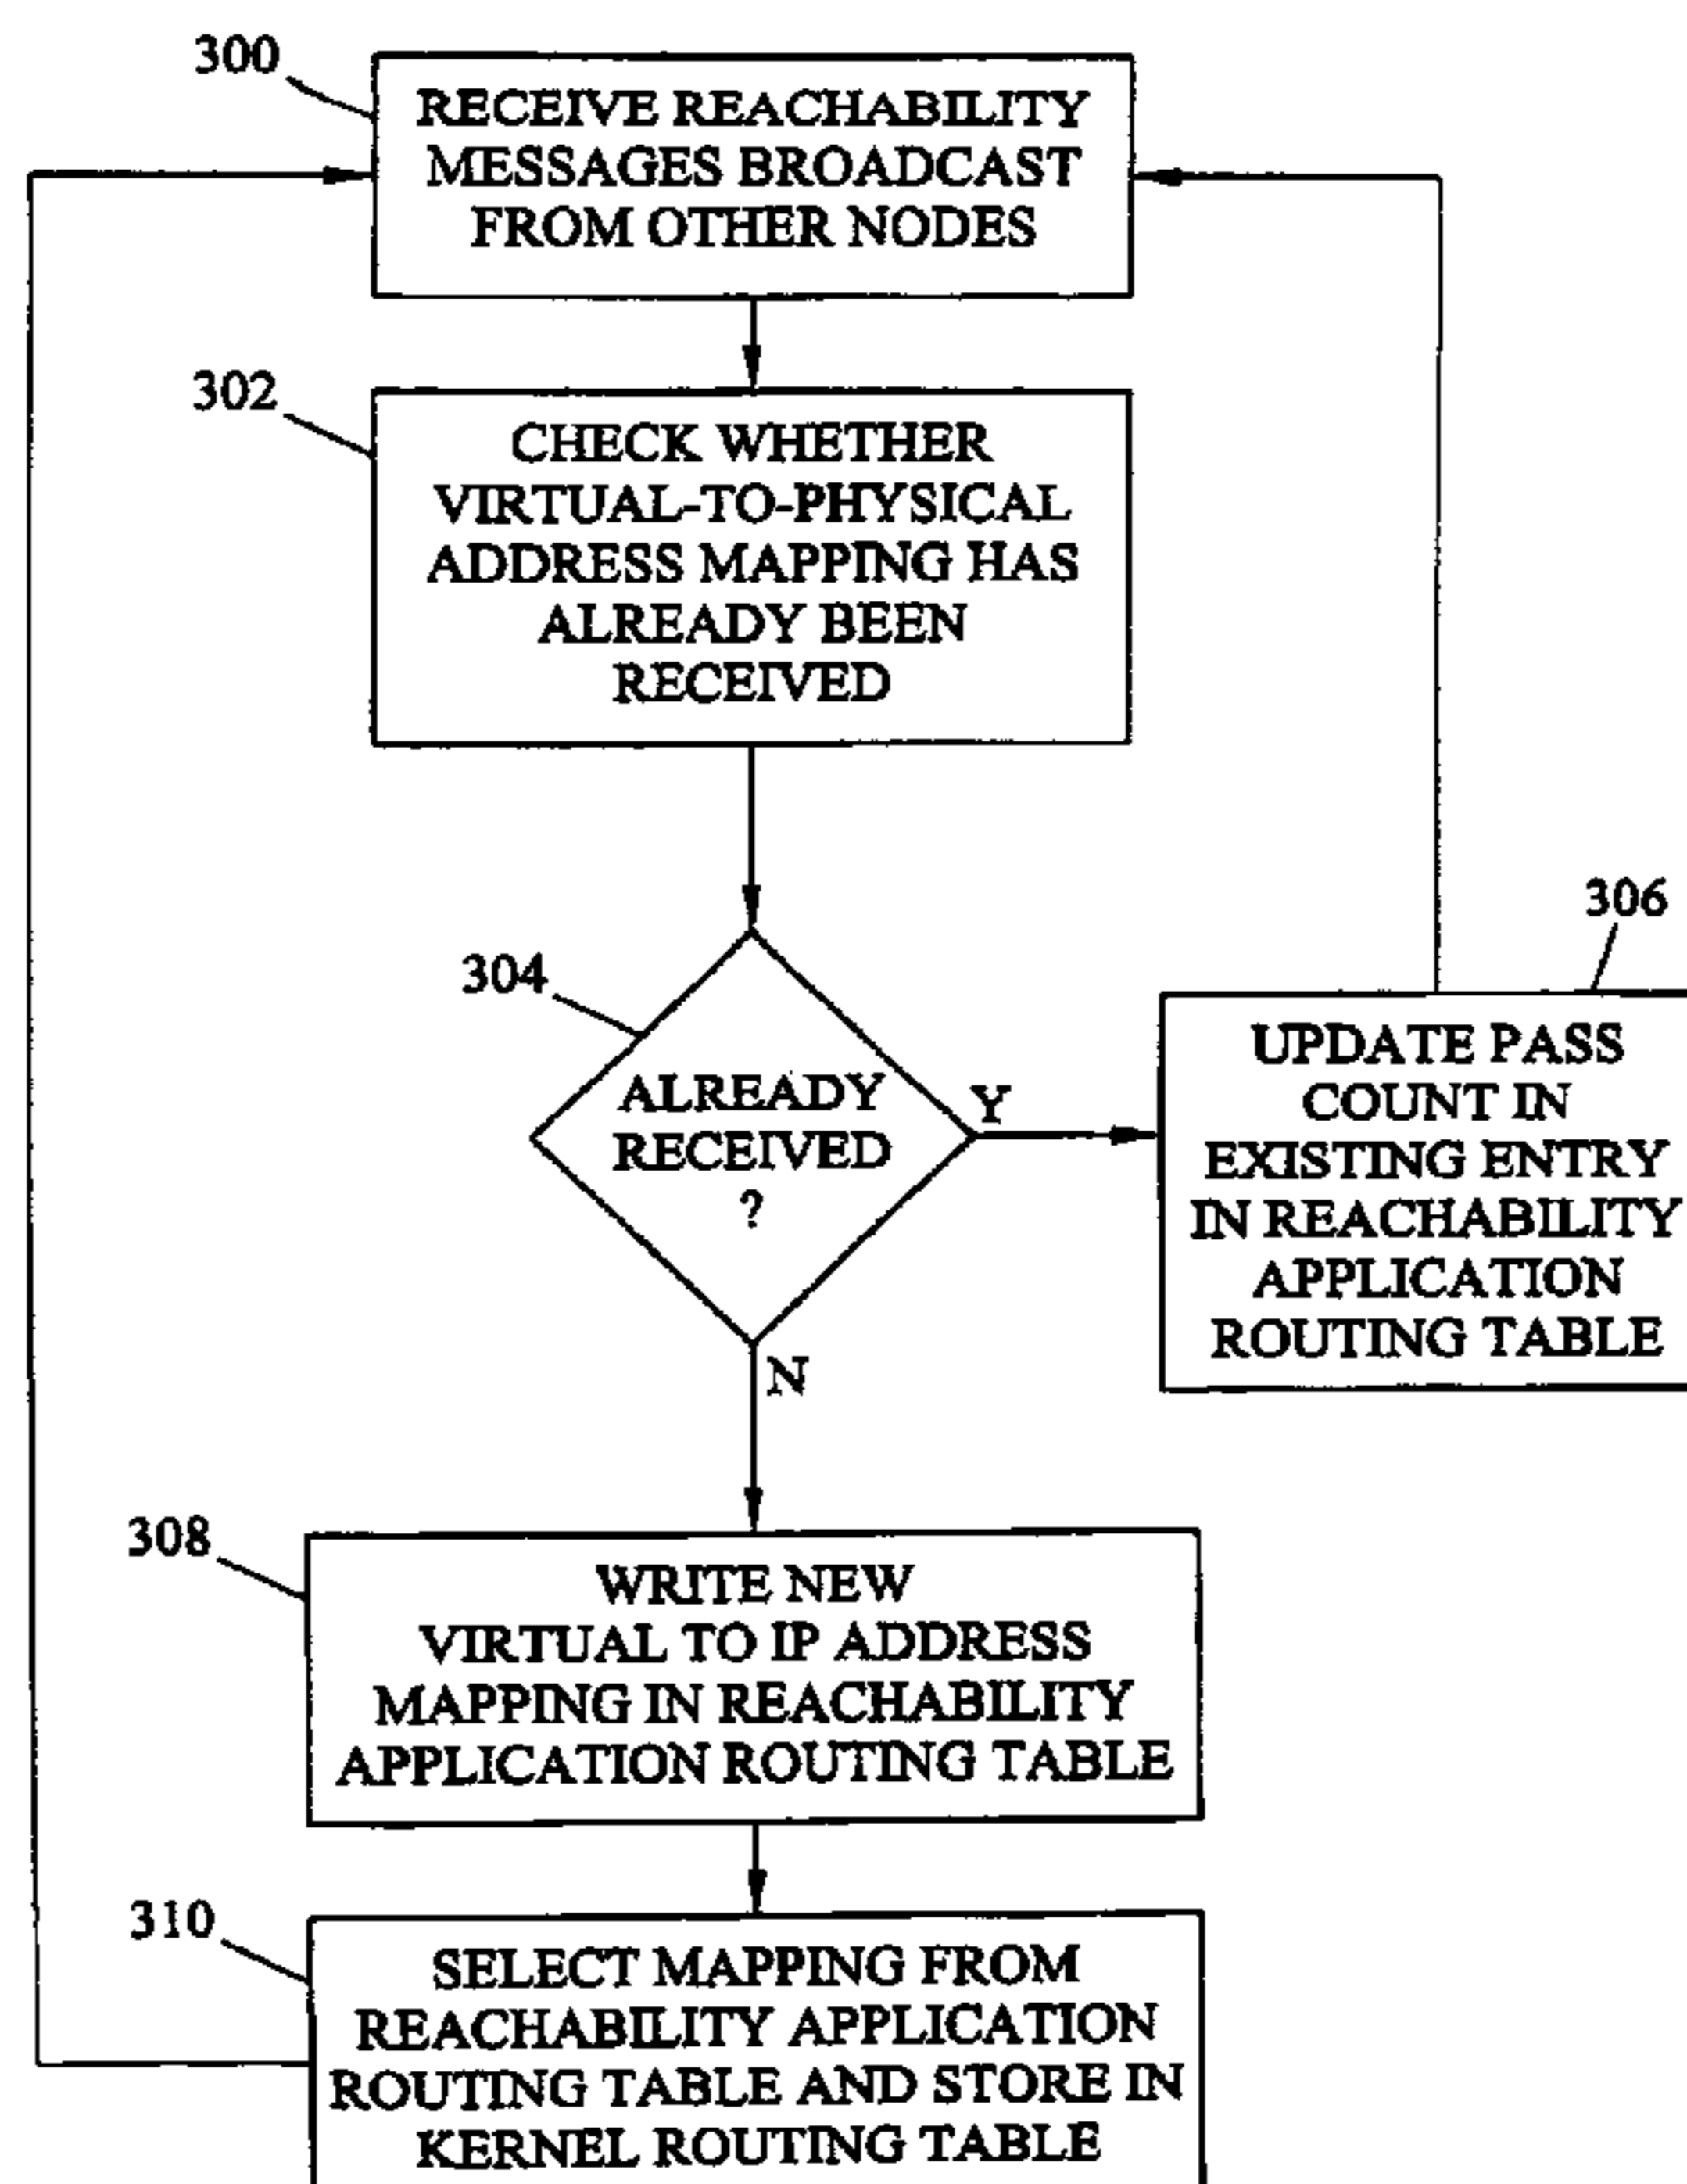 300
RECEIVE REACHABILITY
MESSAGES BROADCAST
FROM OTHER NODES
302
CHECK WHETHER
VIRTUAL-TO-PHYSICAL
ADDRESS MAPPING HAS
ALREADY BEEN
RECEIVED
304
ALREADY
RECEIVED
?
Y
N
306
UPDATE PASS
COUNT IN
EXISTING ENTRY
IN REACHABILITY
APPLICATION
ROUTING TABLE
308
WRITE NEW
VIRTUAL TO IP ADDRESS
MAPPING IN REACHABILITY
APPLICATION ROUTING TABLE
310
SELECT MAPPING FROM
REACHABILITY APPLICATION
ROUTING TABLE AND STORE IN
KERNEL ROUTING TABLE